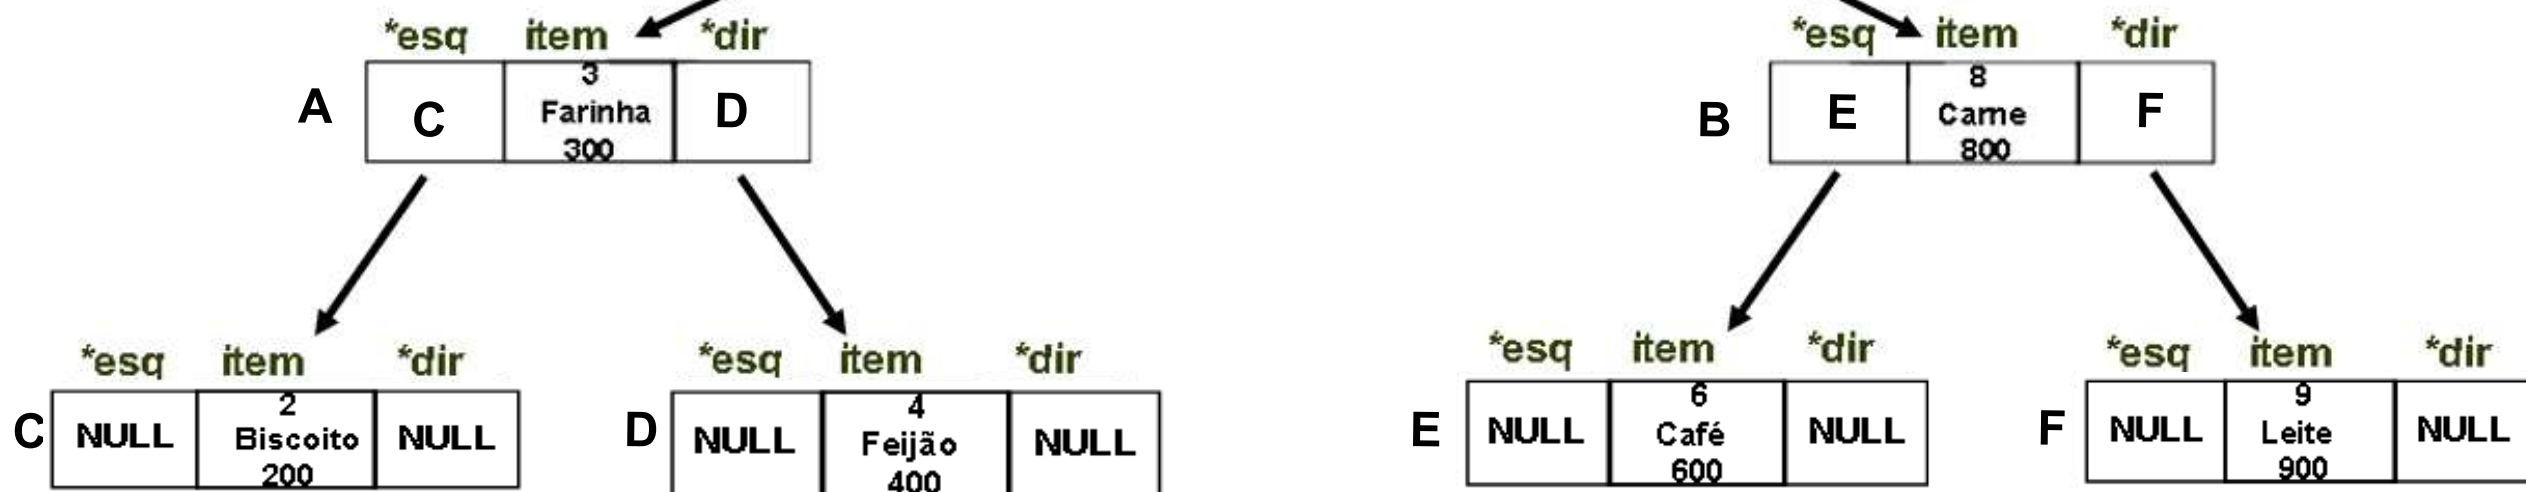 *esq item *dir
*esq item *dir
A
C
3
Farinha
300
D
B
E
8
Carne
800
F
*esq item *dir
*esq item *dir
*esq item *dir
*esq item *dir
C
NULL
2
Biscoito
200
NULL
D
NULL
4
Feijão
400
NULL
E
NULL
6
Café
600
NULL
F
NULL
9
Leite
900
NULL